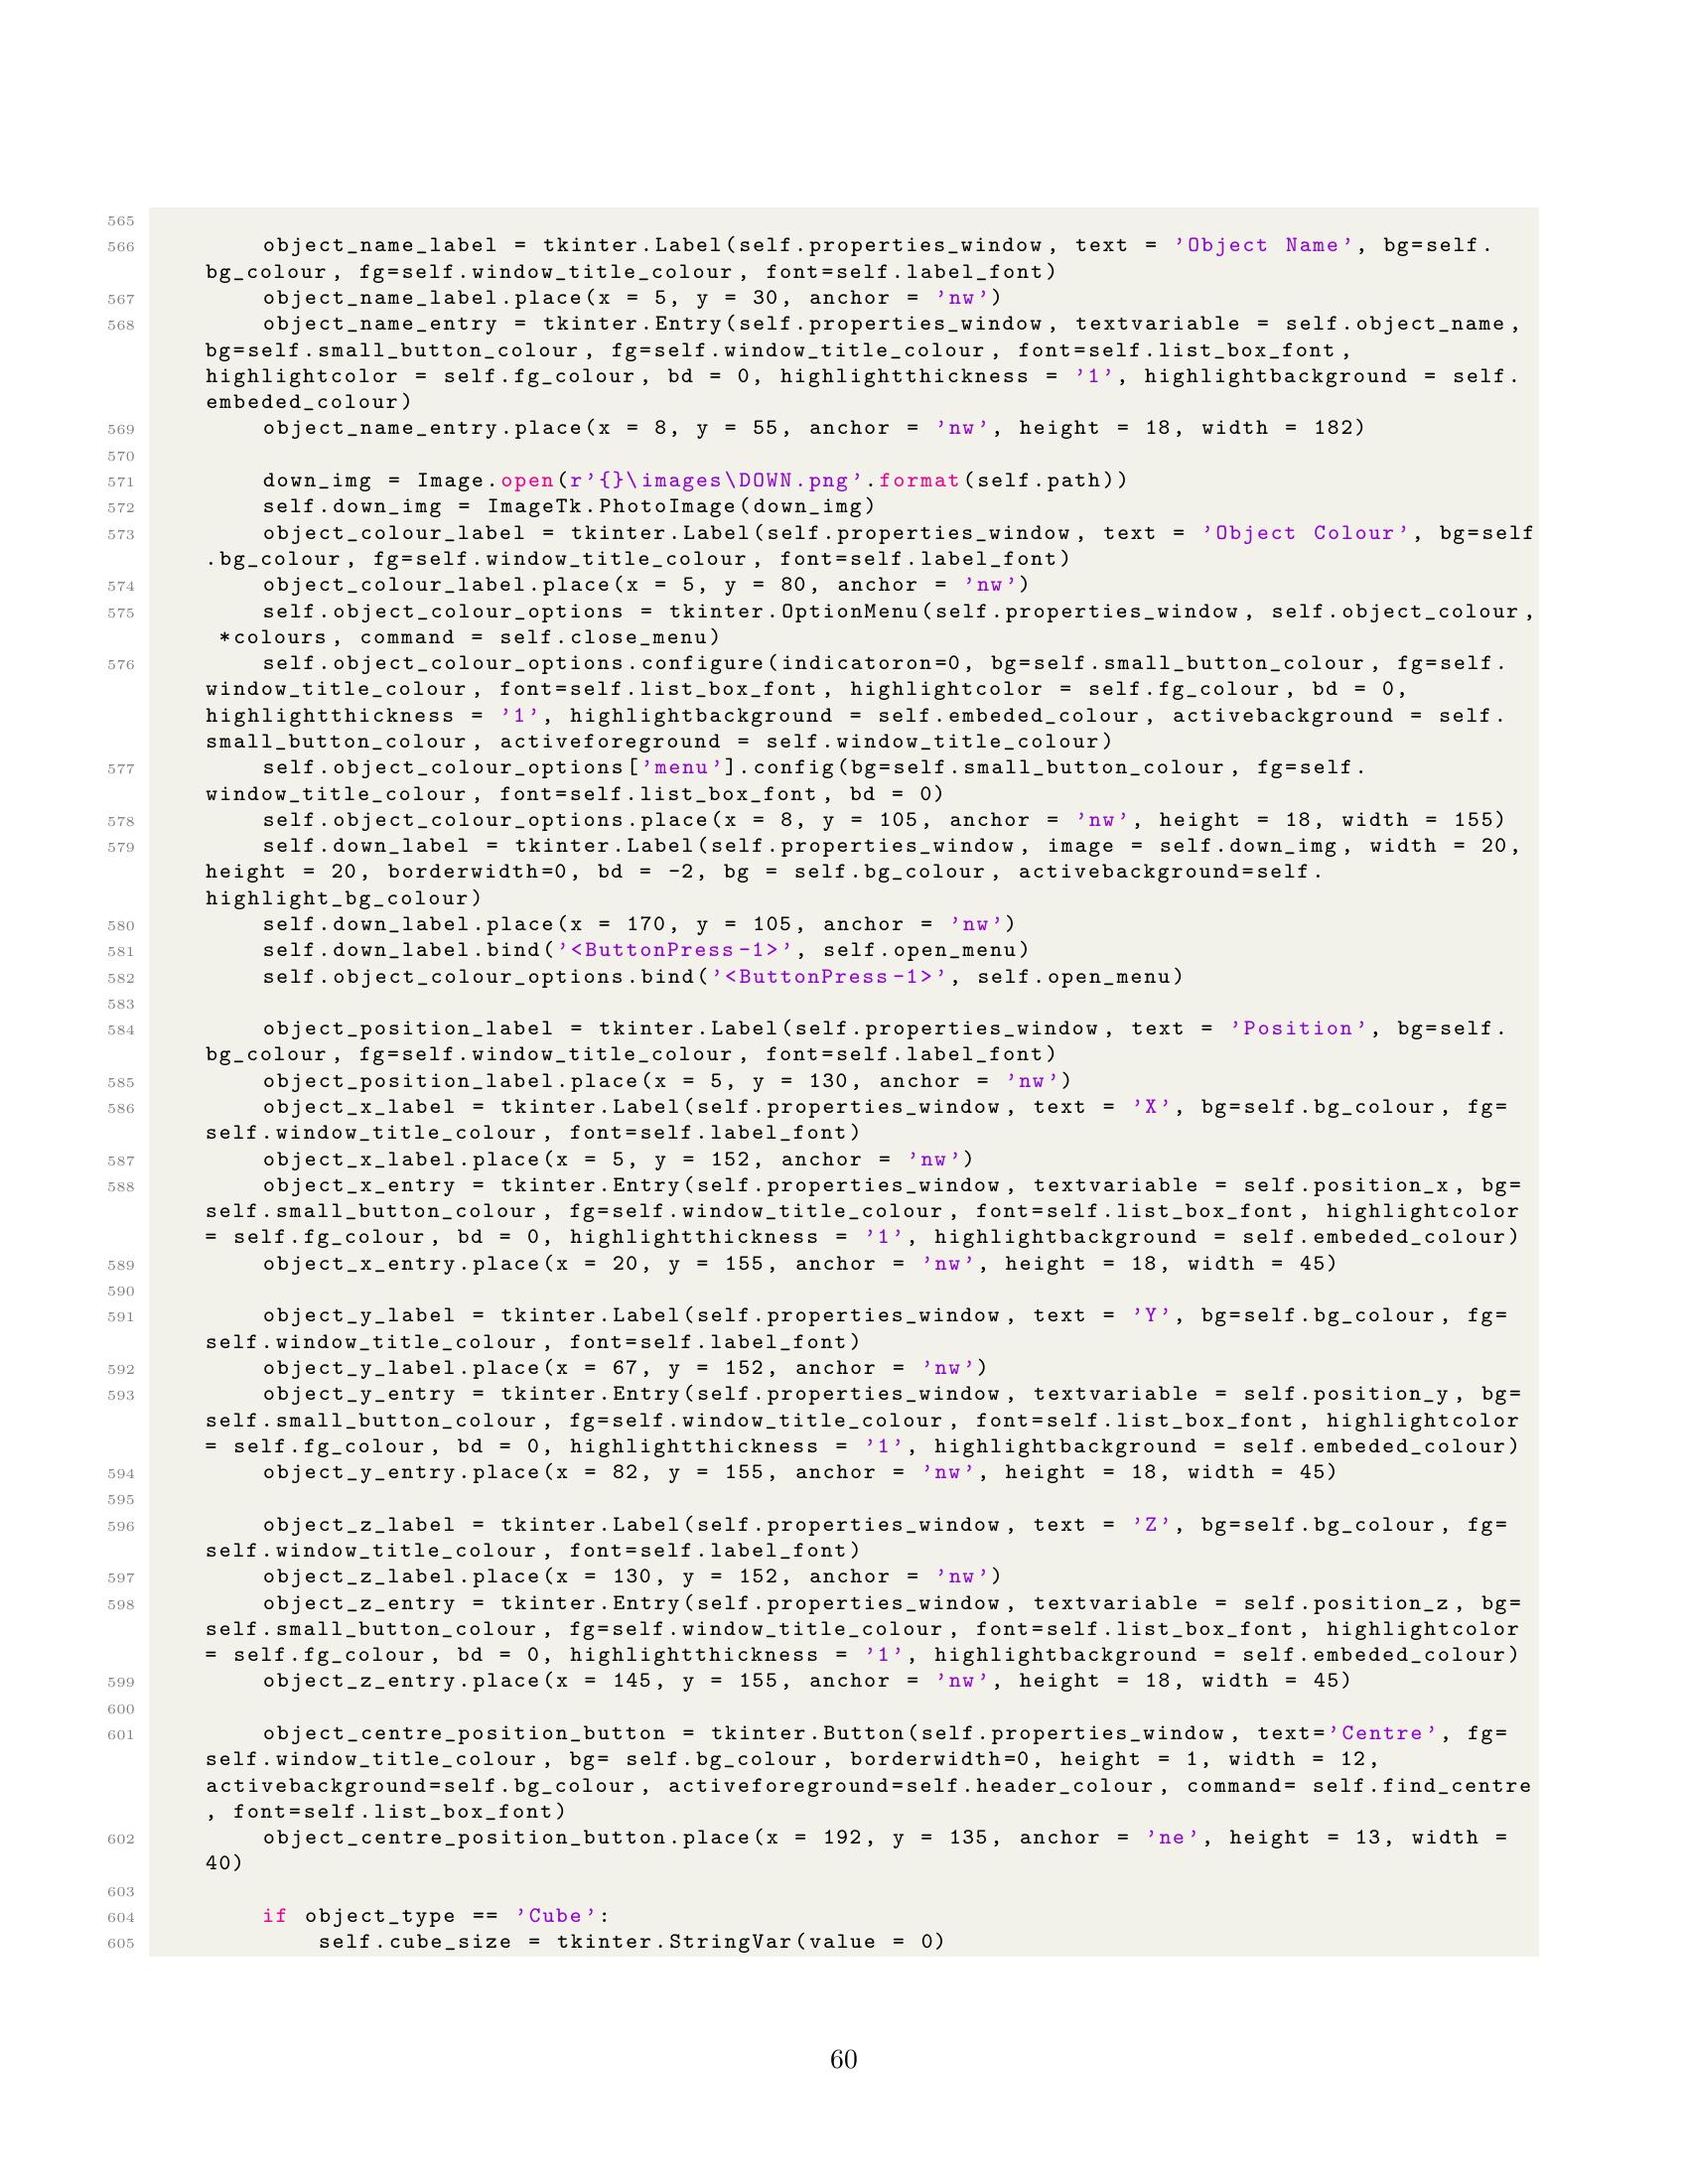 565
566 object_name_label = tkinter.Label(self.properties_window, text = 'Object Name', bg=self.
bg_colour, fg=self.window_title_colour, font=self.label_font)
567 object_name_label.place(x = 5, y = 30, anchor = 'nw')
568 object_name_entry = tkinter.Entry(self.properties_window, textvariable = self.object_name,
bg=self.small_button_colour, fg=self.window_title_colour, font=self.list_box_font,
highlightcolor = self.fg_colour, bd = 0, highlightthickness = '1', highlightbackground = self.
embeded_colour)
569 object_name_entry.place(x = 8, y = 55, anchor = 'nw', height = 18, width = 182)
570
571 down_img = Image.open(r'{}\images\DOWN.png'.format(self.path))
572 self.down_img = ImageTk.PhotoImage(down_img)
573 object_colour_label = tkinter.Label(self.properties_window, text = 'Object Colour', bg=self
.bg_colour, fg=self.window_title_colour, font=self.label_font)
574 object_colour_label.place(x = 5, y = 80, anchor = 'nw')
575 self.object_colour_options = tkinter.OptionMenu(self.properties_window, self.object_colour,
*colours, command = self.close_menu)
576 self.object_colour_options.configure(indicatoron=0, bg=self.small_button_colour, fg=self.
window_title_colour, font=self.list_box_font, highlightcolor = self.fg_colour, bd = 0,
highlightthickness = '1', highlightbackground = self.embeded_colour, activebackground = self.
small_button_colour, activeforeground = self.window_title_colour)
577 self.object_colour_options['menu'].config(bg=self.small_button_colour, fg=self.
window_title_colour, font=self.list_box_font, bd = 0)
578 self.object_colour_options.place(x = 8, y = 105, anchor = 'nw', height = 18, width = 155)
579 self.down_label = tkinter.Label(self.properties_window, image = self.down_img, width = 20,
height = 20, borderwidth=0, bd = -2, bg = self.bg_colour, activebackground=self.
highlight_bg_colour)
580 self.down_label.place(x = 170, y = 105, anchor = 'nw')
581 self.down_label.bind('<ButtonPress-1>', self.open_menu)
582 self.object_colour_options.bind('<ButtonPress-1>', self.open_menu)
583
584 object_position_label = tkinter.Label(self.properties_window, text = 'Position', bg=self.
bg_colour, fg=self.window_title_colour, font=self.label_font)
585 object_position_label.place(x = 5, y = 130, anchor = 'nw')
586 object_x_label = tkinter.Label(self.properties_window, text = 'X', bg=self.bg_colour, fg=
self.window_title_colour, font=self.label_font)
587 object_x_label.place(x = 5, y = 152, anchor = 'nw')
588 object_x_entry = tkinter.Entry(self.properties_window, textvariable = self.position_x, bg=
self.small_button_colour, fg=self.window_title_colour, font=self.list_box_font, highlightcolor
= self.fg_colour, bd = 0, highlightthickness = '1', highlightbackground = self.embeded_colour)
589 object_x_entry.place(x = 20, y = 155, anchor = 'nw', height = 18, width = 45)
590
591 object_y_label = tkinter.Label(self.properties_window, text = 'Y', bg=self.bg_colour, fg=
self.window_title_colour, font=self.label_font)
592 object_y_label.place(x = 67, y = 152, anchor = 'nw')
593 object_y_entry = tkinter.Entry(self.properties_window, textvariable = self.position_y, bg=
self.small_button_colour, fg=self.window_title_colour, font=self.list_box_font, highlightcolor
= self.fg_colour, bd = 0, highlightthickness = '1', highlightbackground = self.embeded_colour)
594 object_y_entry.place(x = 82, y = 155, anchor = 'nw', height = 18, width = 45)
595
596 object_z_label = tkinter.Label(self.properties_window, text = 'Z', bg=self.bg_colour, fg=
self.window_title_colour, font=self.label_font)
597 object_z_label.place(x = 130, y = 152, anchor = 'nw')
598 object_z_entry = tkinter.Entry(self.properties_window, textvariable = self.position_z, bg=
self.small_button_colour, fg=self.window_title_colour, font=self.list_box_font, highlightcolor
= self.fg_colour, bd = 0, highlightthickness = '1', highlightbackground = self.embeded_colour)
599 object_z_entry.place(x = 145, y = 155, anchor = 'nw', height = 18, width = 45)
600
601 object_centre_position_button = tkinter.Button(self.properties_window, text='Centre', fg=
self.window_title_colour, bg= self.bg_colour, borderwidth=0, height = 1, width = 12,
activebackground=self.bg_colour, activeforeground=self.header_colour, command= self.find_centre
, font=self.list_box_font)
602 object_centre_position_button.place(x = 192, y = 135, anchor = 'ne', height = 13, width =
40)
603
604 if object_type == 'Cube':
605 self.cube_size = tkinter.StringVar(value = 0)
60